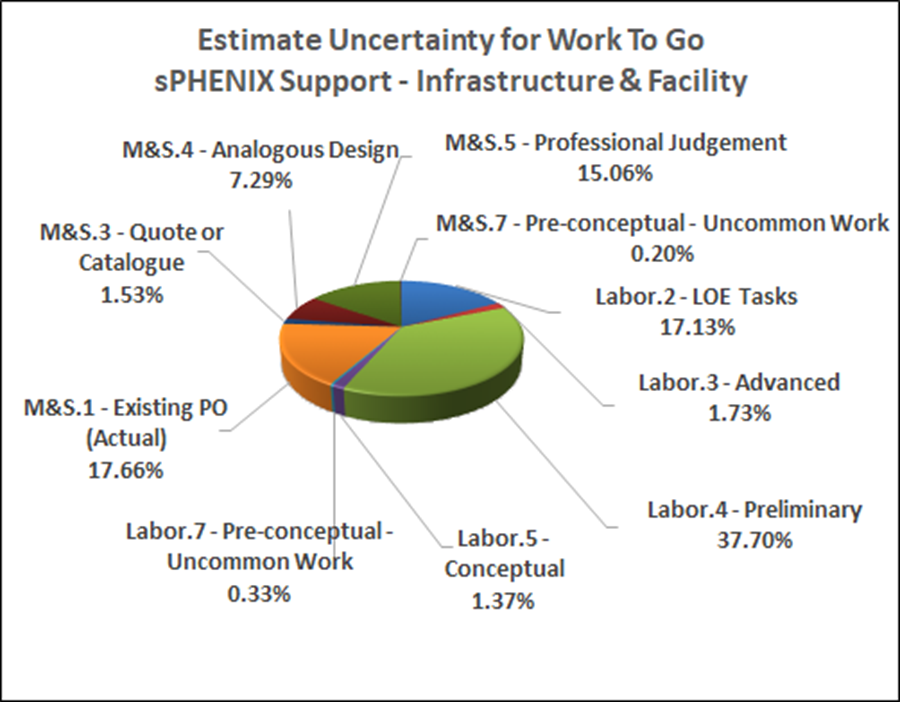 Estimate Uncertainty for Work To Go
sPHENIX Support - Infrastructure & Facility
M&S.4 - Analogous Design
7.29%
M&S.5 - Professional Judgement
15.06%
M&S.3 - Quote or
Catalogue
1.53%
M&S.7 - Pre-conceptual - Uncommon Work
0.20%
Labor.2 - LOE Tasks
17.13%
Labor.3 - Advanced
1.73%
M&S.1 - Existing PO
(Actual)
17.66%
Labor.4 - Preliminary
37.70%
Labor.7 - Pre-conceptual -
Uncommon Work
0.33%
Labor.5 -
Conceptual
1.37%